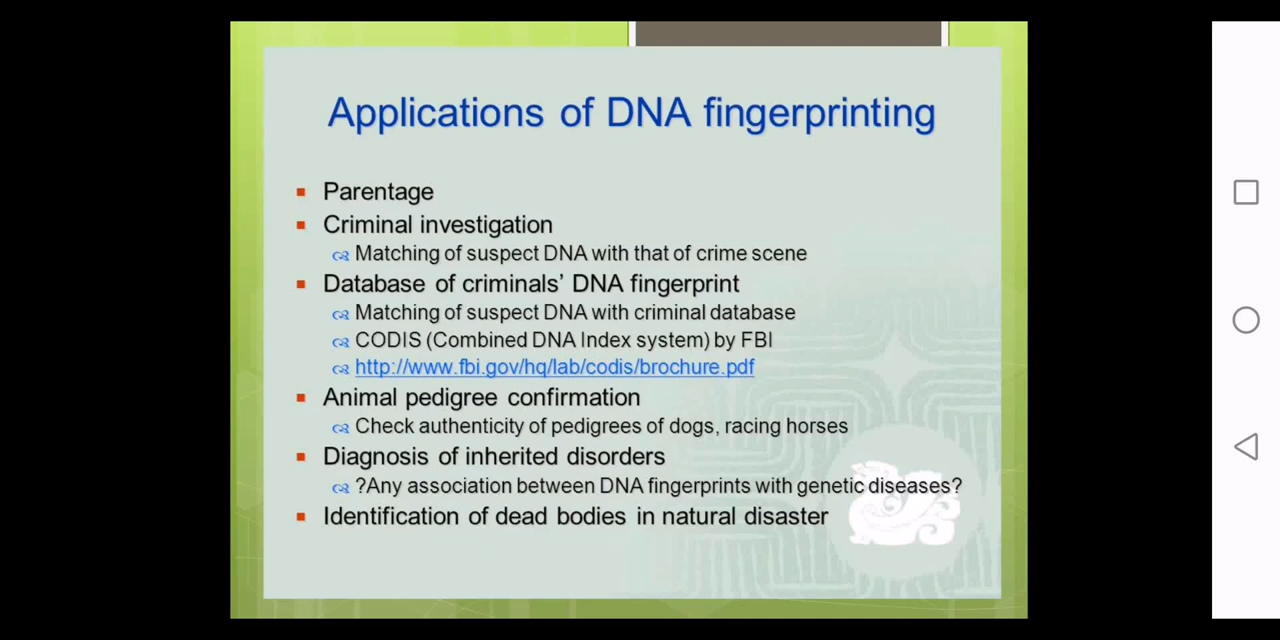 Applications of DNA fingerprinting
Parentage
Criminal investigation
Matching of suspect DNA with that of crime scene
Database of criminals’ DNA fingerprint
Matching of suspect DNA with criminal database
CODIS (Combined DNA Index system) by FBI
http://www.fbi.gov/hq/lab/codis/brochure.pdf
Animal pedigree confirmation
Check authenticity of pedigrees of dogs, racing horses
Diagnosis of inherited disorders
?Any association between DNA fingerprints with genetic diseases?
Identification of dead bodies in natural disaster